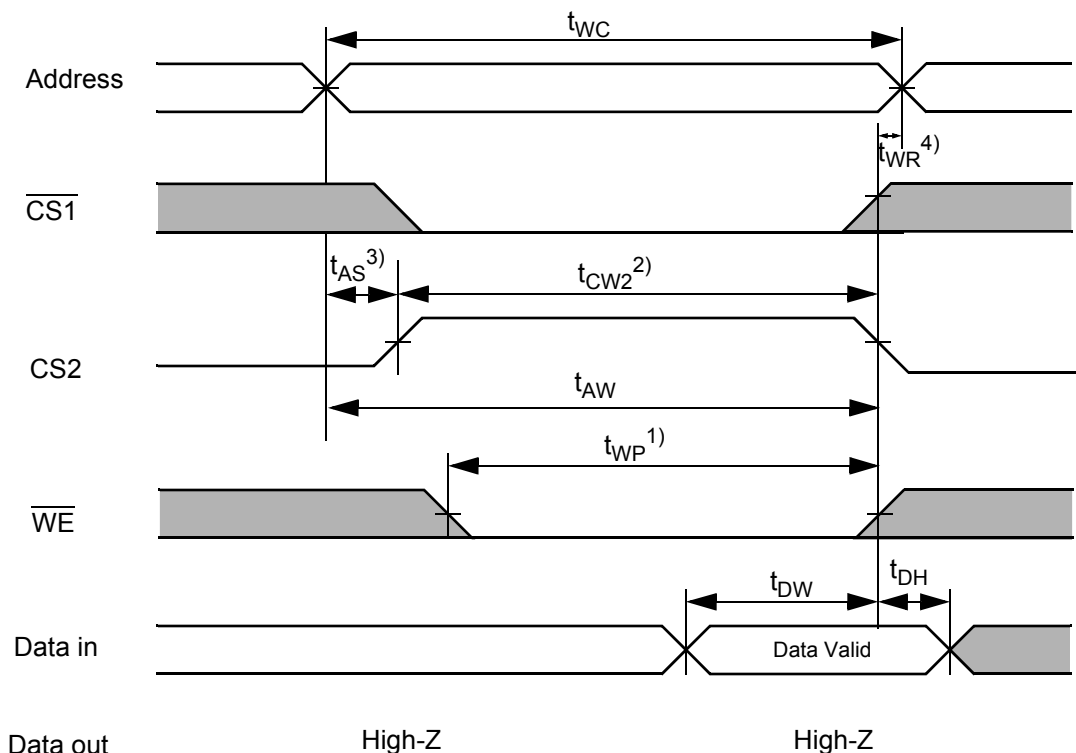 tWC
Address
tWR4)
CS1
tAS3)
tCW22)
CS2
tAW
tWP1)
WE
tDW
tDH
Data in
Data Valid
Data out
High-Z
High-Z